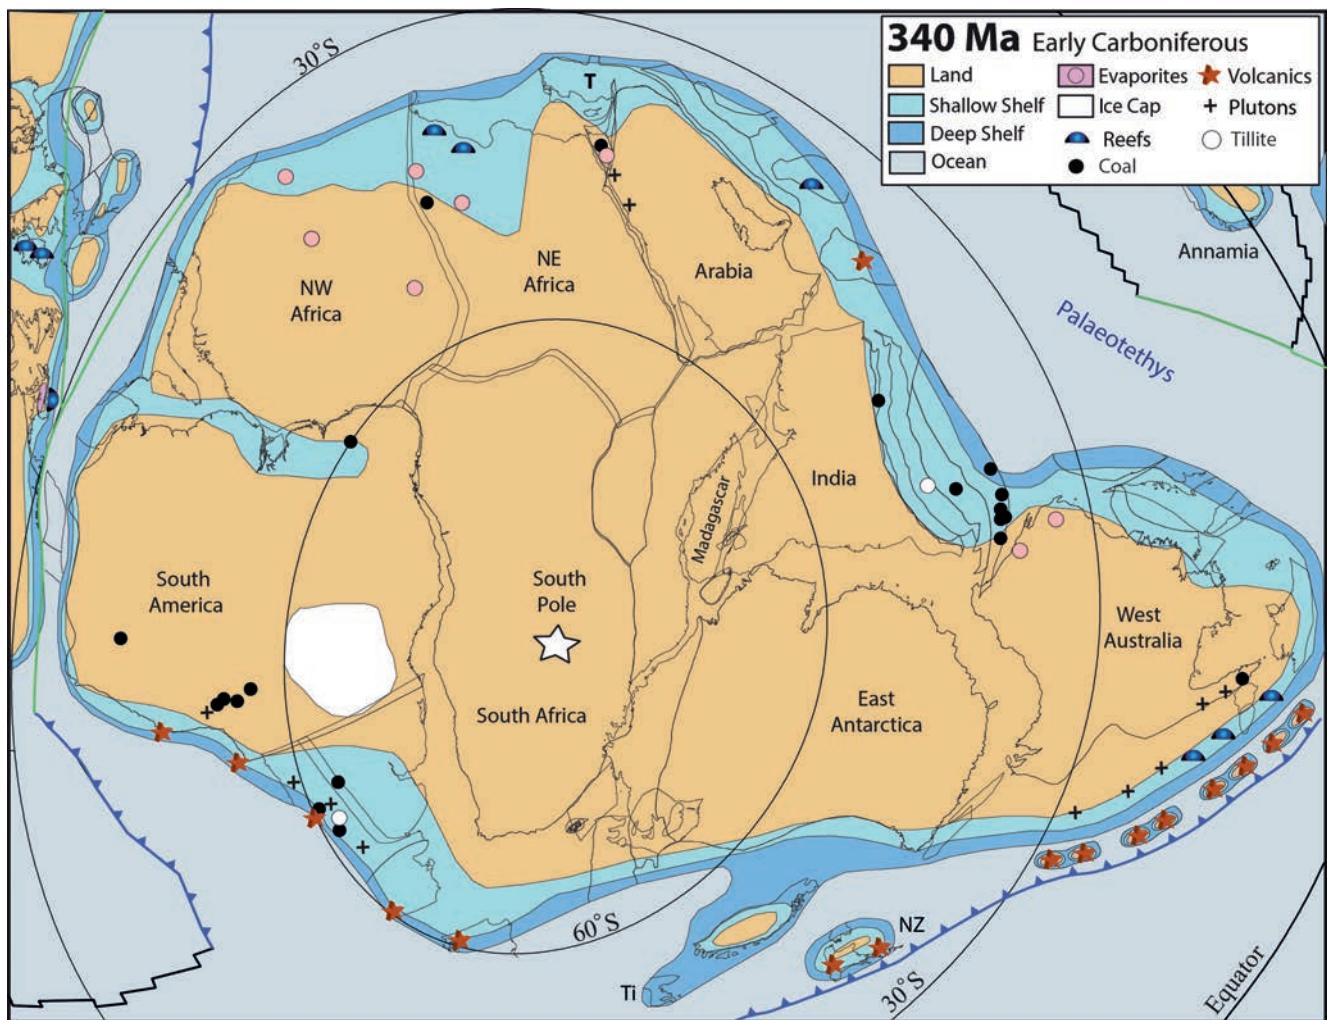 340 Ma Early Carboniferous
Land
Evaporites
Volcanics
Shallow Shelf
Ice Cap
Plutons
Deep Shelf
Reefs
Tillite
Ocean
Coal
30°S
T
Annamia
NE
Africa
Arabia
NW
Africa
Palaeotethys
India
Madagascar
South
America
South
Pole
West
Australia
South Africa
East
Antarctica
60°S
NZ
Ti
30°S
Equator